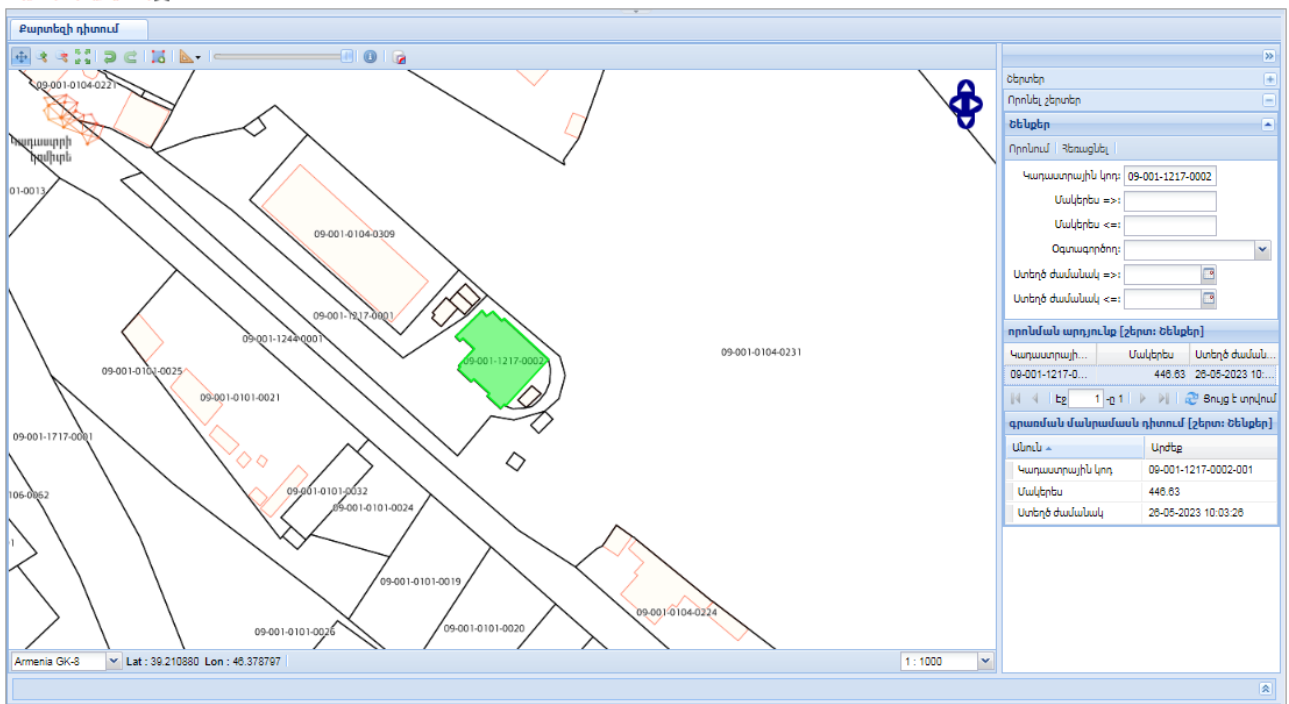 Քարտեզի դիտում
Շերտեր
Որոնել շերտեր
Շենքեր
Որոնում Հեռացնել
Կադաստրային կոդ: 09-001-1217-0002
Մակերես =>:
Մակերես <=:
Օգտագործող:
Ստեղծ ժամանակ =>:
Ստեղծ ժամանակ <=:
որոնման արդյունք [շերտ: Շենքեր]
Կադաստրայի... Մակերես Ստեղծ ժաման...
09-001-1217-0... 446.63 26-05-2023 10:...
Էջ 1 -ը 1 Ցույց է տրվում
գրառման մանրամասն դիտում [շերտ: Շենքեր]
Անուն Արժեք
Կադաստրային կոդ 09-001-1217-0002-001
Մակերես 446.63
Ստեղծ ժամանակ 26-05-2023 10:03:26
09-001-0104-0221
Կադաստրի
կոմիտե
01-0013
09-001-0104-0309
09-001-1217-0001
09-001-1244-0001
09-001-0104-0231
09-001-1217-0002
09-001-0101-0025
09-001-0101-0021
09-001-1717-0001
09-001-0101-0032
106-0062
09-001-0101-0024
09-001-0101-0019
09-001-0104-0224
09-001-0101-0026
09-001-0101-0020
Armenia GK-8 Lat : 39.210880 Lon : 46.378797
1 : 1000